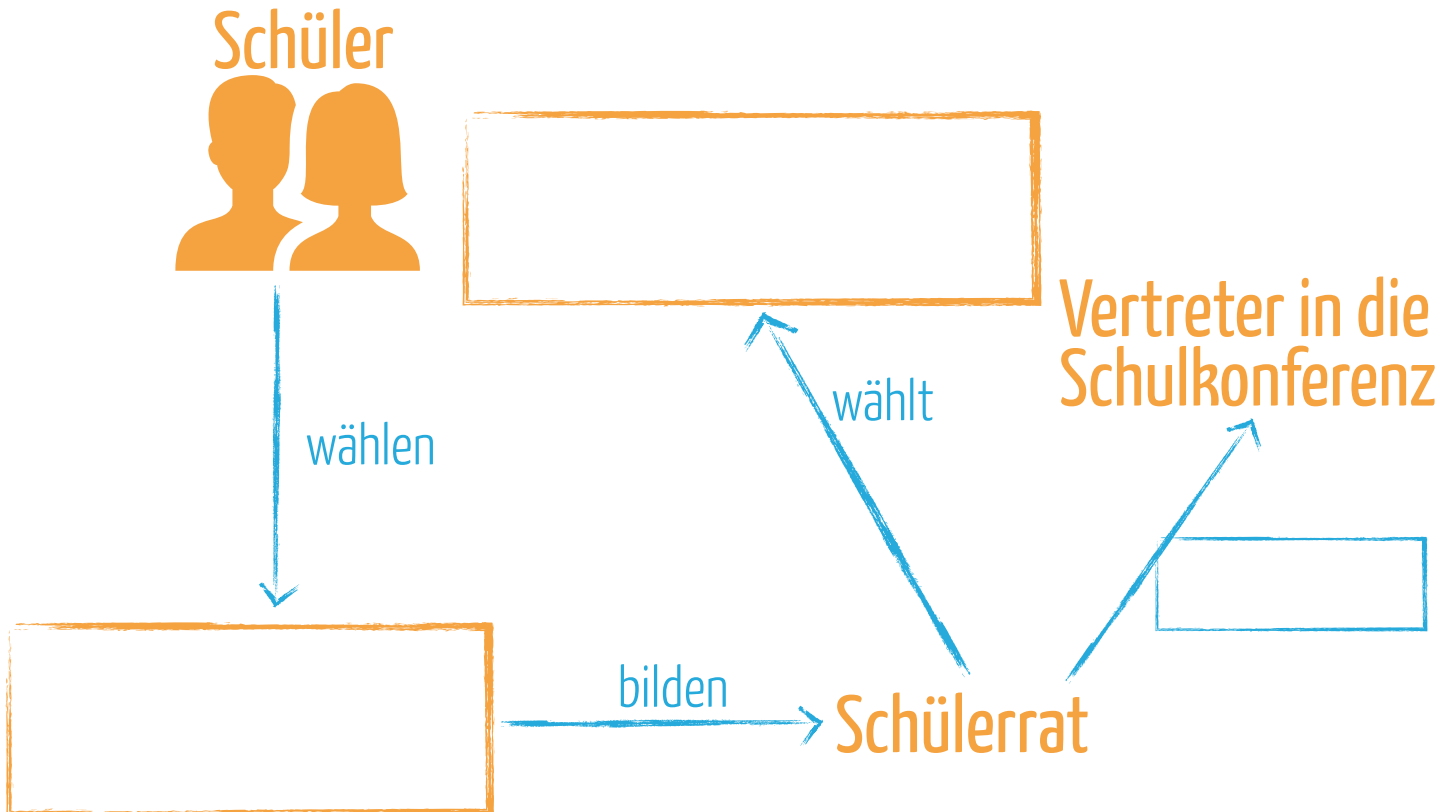 Schüler
Vertreter in die
Schulkonferenz
wählt
wählen
bilden
Schülerrat